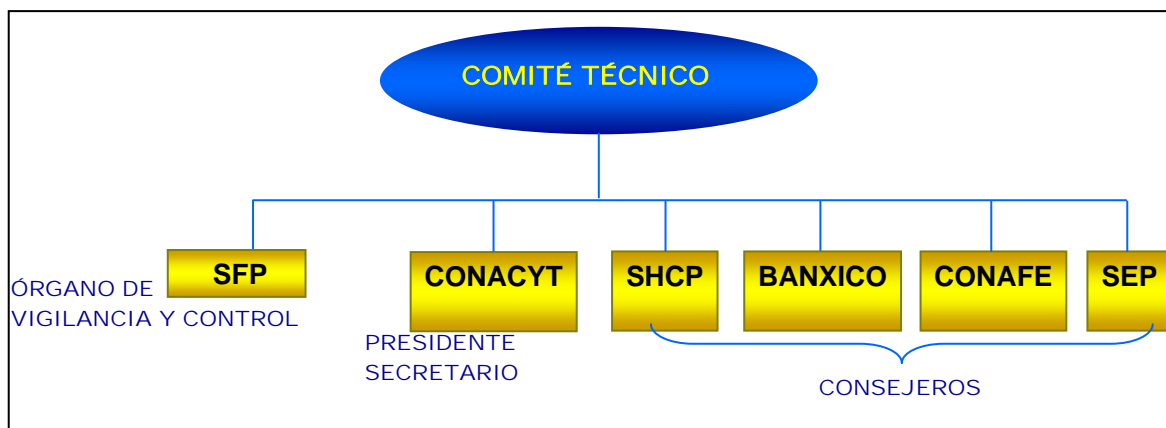 COMITÉ TÉCNICO
SFP
CONACYT
SHCP
BANXICO
CONAFE
SEP
ÓRGANO DE
VIGILANCIA Y CONTROL
PRESIDENTE
SECRETARIO
CONSEJEROS